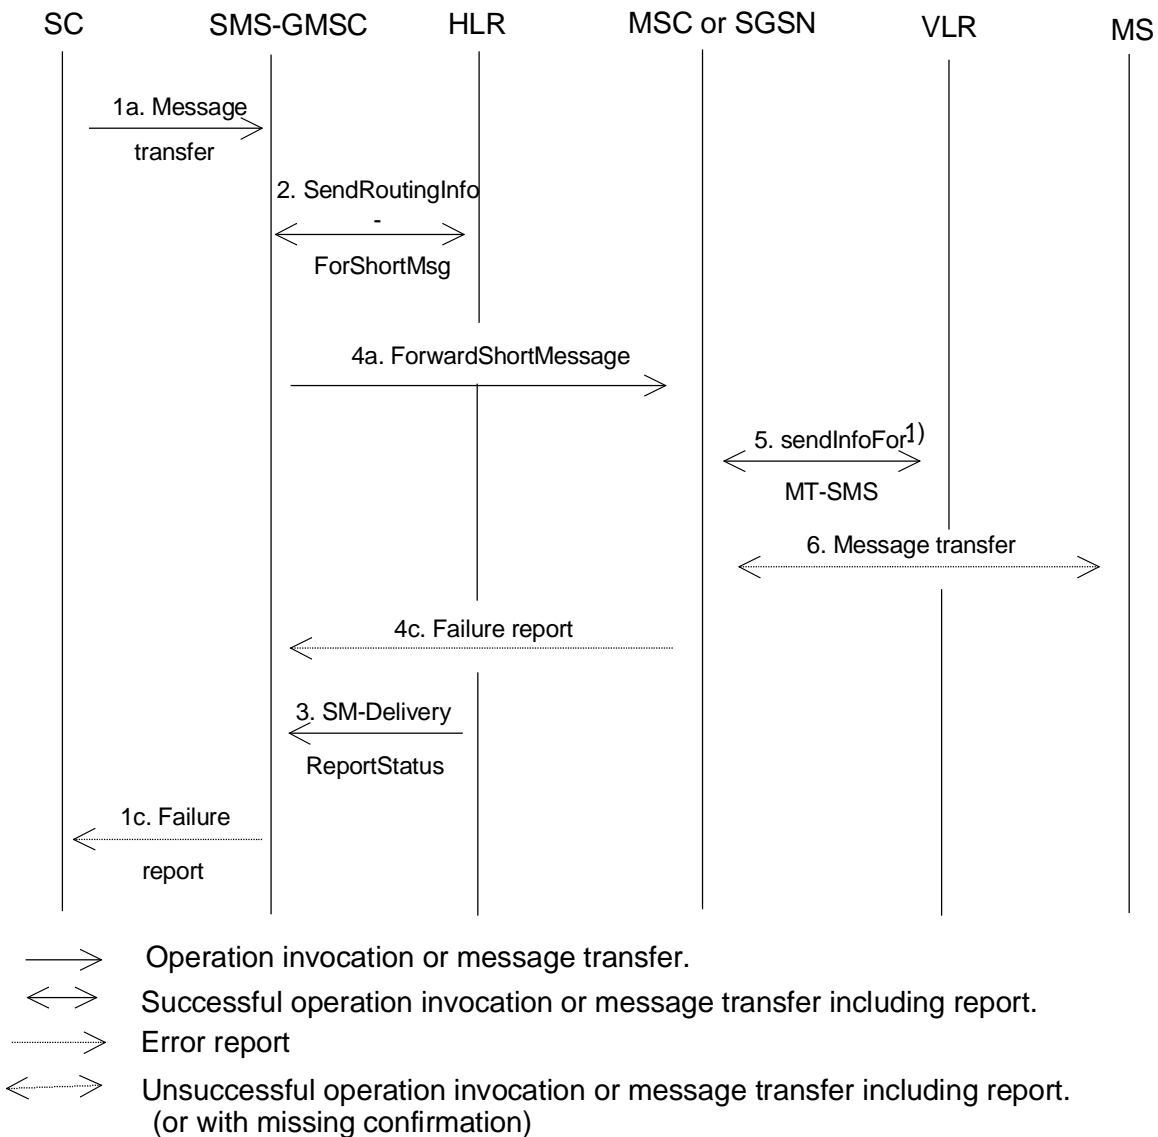 SC SMS-GMSC HLR MSC or SGSN VLR MS
1a. Message
transfer
2. SendRoutingInfo
-
ForShortMsg
4a. ForwardShortMessage
5. sendInfoFor- 1)
MT-SMS
6. Message transfer
4c. Failure report
3. SM-Delivery
ReportStatus
1c. Failure
report
Operation invocation or message transfer.
Successful operation invocation or message transfer including report.
Error report
Unsuccessful operation invocation or message transfer including report.
(or with missing confirmation)